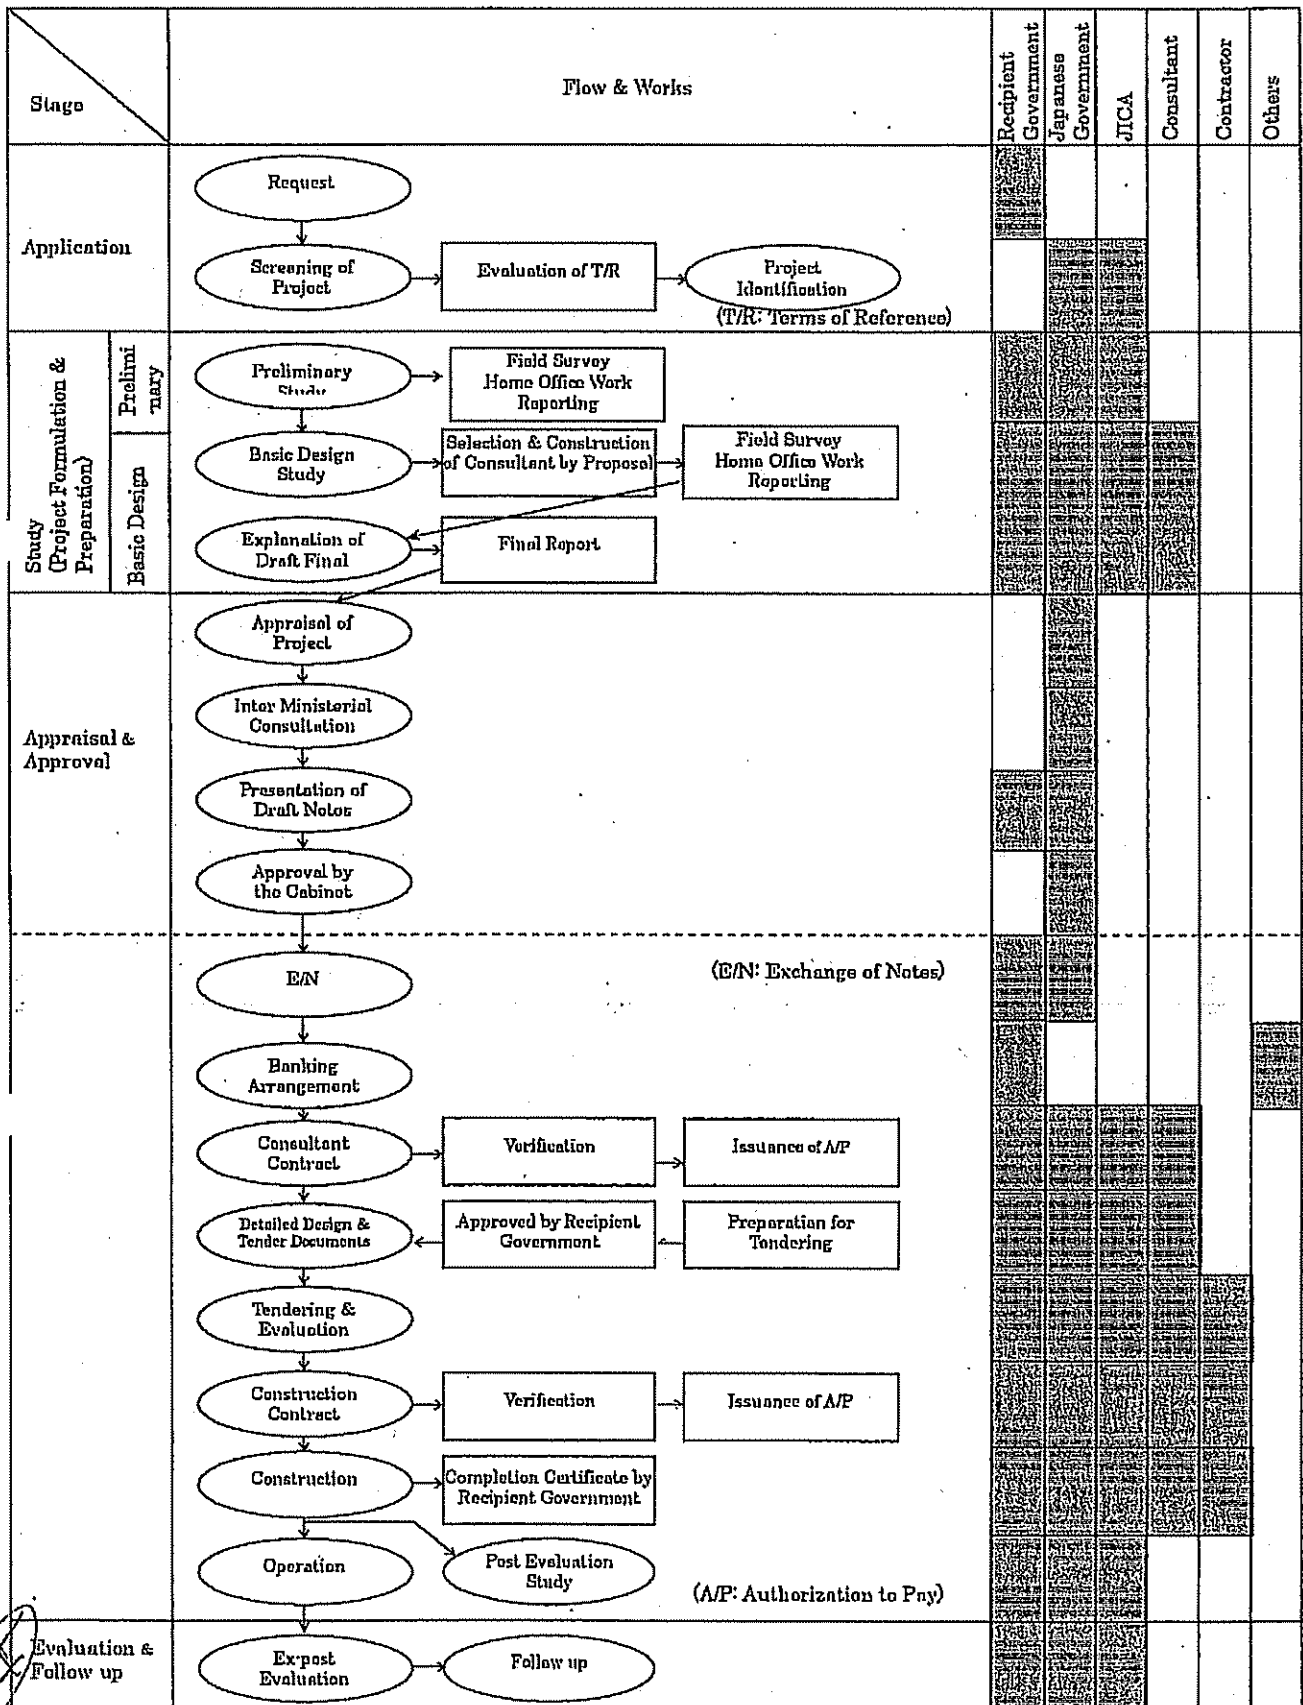 Stage
Flow & Works
Recipient
Government
Japanese
Government
JICA
Consultant
Contractor
Others
Application
Request
Screening of
Project
Evaluation of T/R
Project
Identification
(T/R: Terms of Reference)
Study
(Project Formulation &
Preparation)
Prelimi
nary
Preliminary
Study
Field Survey
Home Office Work
Reporting
Basic Design
Basic Design
Study
Selection & Construction
of Consultant by Proposal
Field Survey
Home Office Work
Reporting
Explanation of
Draft Final
Final Report
Appraisal &
Approval
Appraisal of
Project
Inter Ministerial
Consultation
Presentation of
Draft Notes
Approval by
the Cabinet
E/N
(E/N: Exchange of Notes)
Banking
Arrangement
Consultant
Contract
Verification
Issuance of A/P
Detailed Design &
Tender Documents
Approved by Recipient
Government
Preparation for
Tendering
Tendering &
Evaluation
Construction
Contract
Verification
Issuance of A/P
Construction
Completion Certificate by
Recipient Government
Operation
Post Evaluation
Study
(A/P: Authorization to Pay)
Evaluation &
Follow up
Ex-post
Evaluation
Follow up